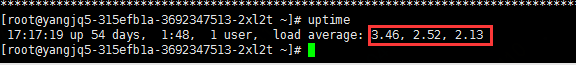 ********************************************************************************
[root@yangjq5-315efb1a-3692347513-2xl2t ~]# uptime
 17:17:19 up 54 days,  1:48,  1 user,  load average: 3.46, 2.52, 2.13
[root@yangjq5-315efb1a-3692347513-2xl2t ~]#